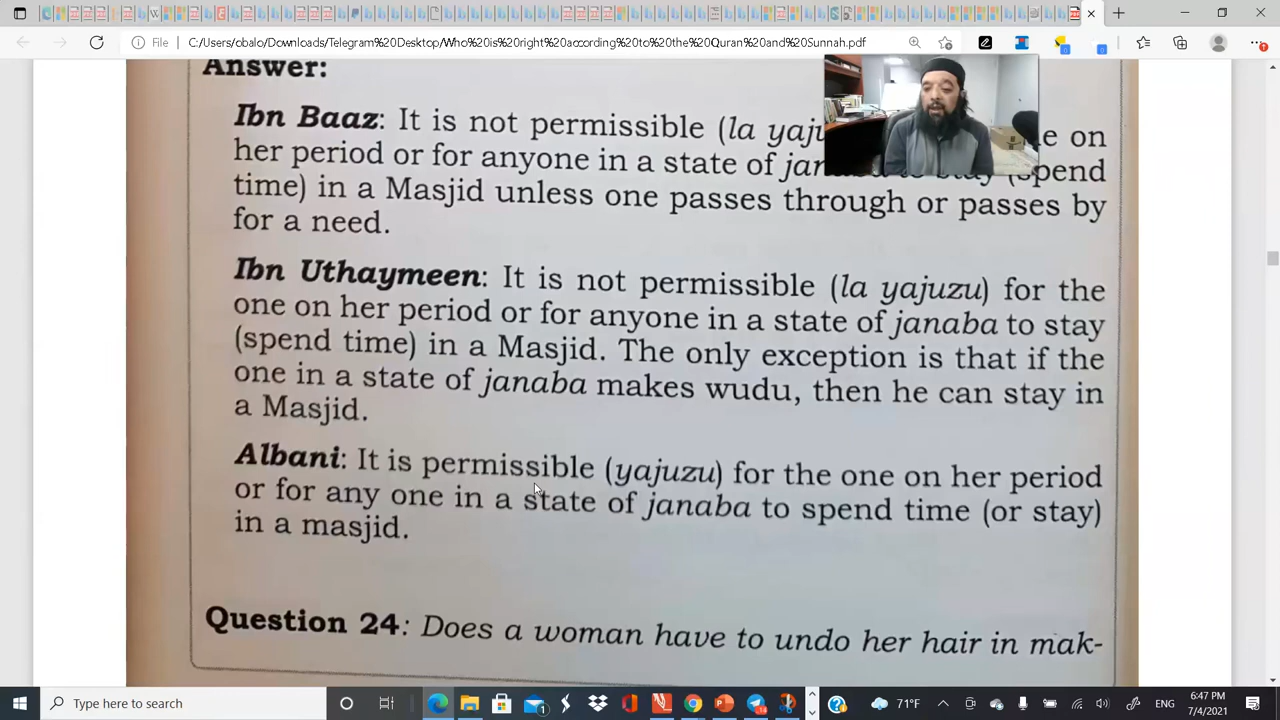 File
C:/Users/obalo/Downloads/Telegram%20Desktop/Who%20is%20right%20according%20to%20the%20Quran%20and%20Sunnah.pdf
Answer:
Ibn Baaz: It is not permissible (la yaju on
her period or for anyone in a state of (spend
time) in a Masjid unless one passes through or passes by
for a need.
Ibn Uthaymeen: It is not permissible (la yajuzu) for the
one on her period or for anyone in a state of janaba to stay
(spend time) in a Masjid. The only exception is that if the
one in a state of janaba makes wudu, then he can stay in
a Masjid.
Albani: It is permissible (yajuzu) for the one on her period
or for any one in a state of janaba to spend time (or stay)
in a masjid.
Question 24: Does a woman have to undo her hair in mak-
Type here to search
71°F
ENG
6:47 PM
7/4/2021